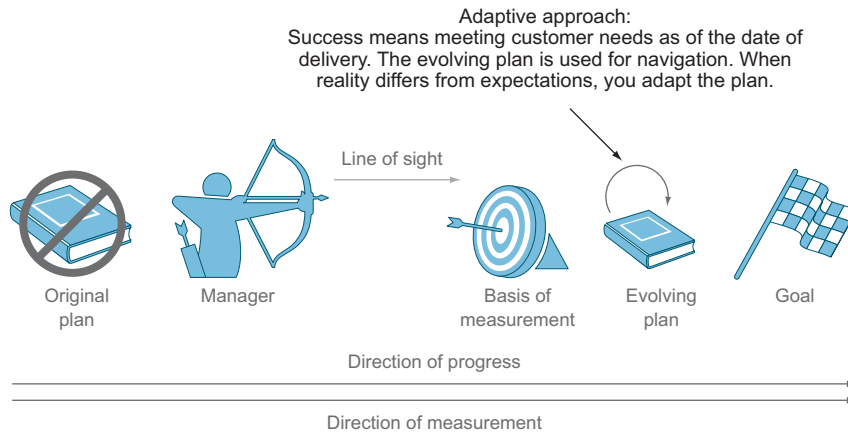 Adaptive approach:
Success means meeting customer needs as of the date of
delivery. The evolving plan is used for navigation. When
reality differs from expectations, you adapt the plan.
Line of sight
Original
plan
Manager
Basis of
measurement
Evolving
plan
Goal
Direction of progress
Direction of measurement